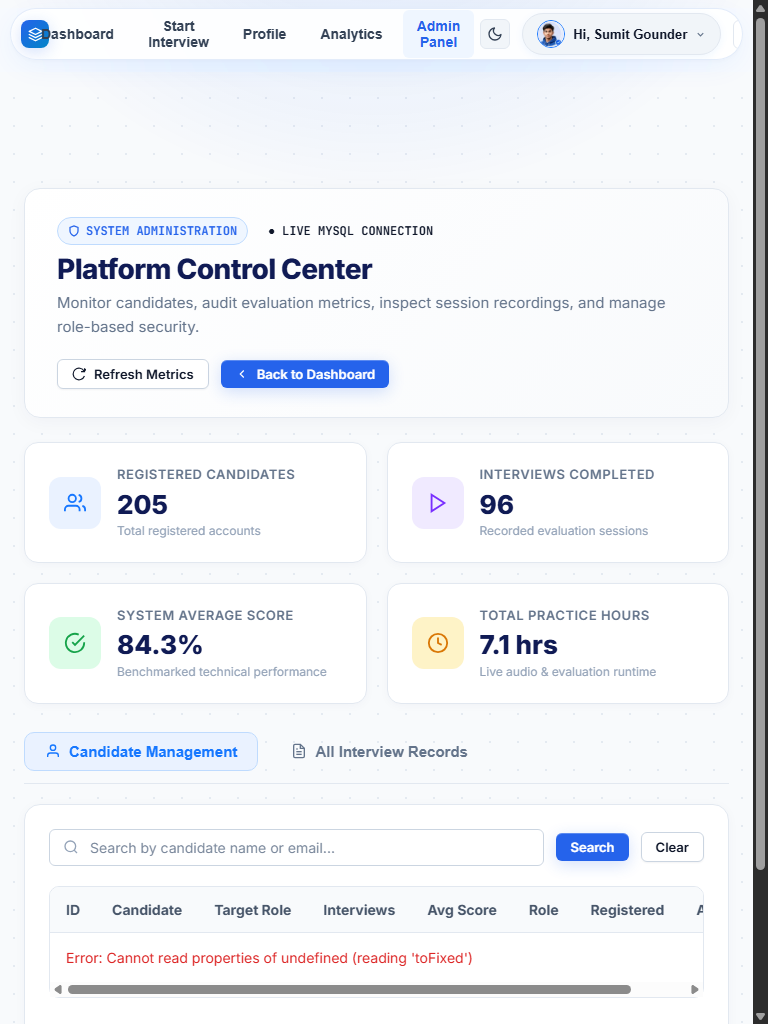 Dashboard
Start
Interview
Profile
Analytics
Admin
Panel
Hi, Sumit Gounder
SYSTEM ADMINISTRATION
• LIVE MYSQL CONNECTION
Platform Control Center
Monitor candidates, audit evaluation metrics, inspect session recordings, and manage
role-based security.
Refresh Metrics
Back to Dashboard
REGISTERED CANDIDATES
205
Total registered accounts
INTERVIEWS COMPLETED
96
Recorded evaluation sessions
SYSTEM AVERAGE SCORE
84.3%
Benchmarked technical performance
TOTAL PRACTICE HOURS
7.1 hrs
Live audio & evaluation runtime
Candidate Management
All Interview Records
Search by candidate name or email...
Search
Clear
ID Candidate Target Role Interviews Avg Score Role Registered
Error: Cannot read properties of undefined (reading 'toFixed')